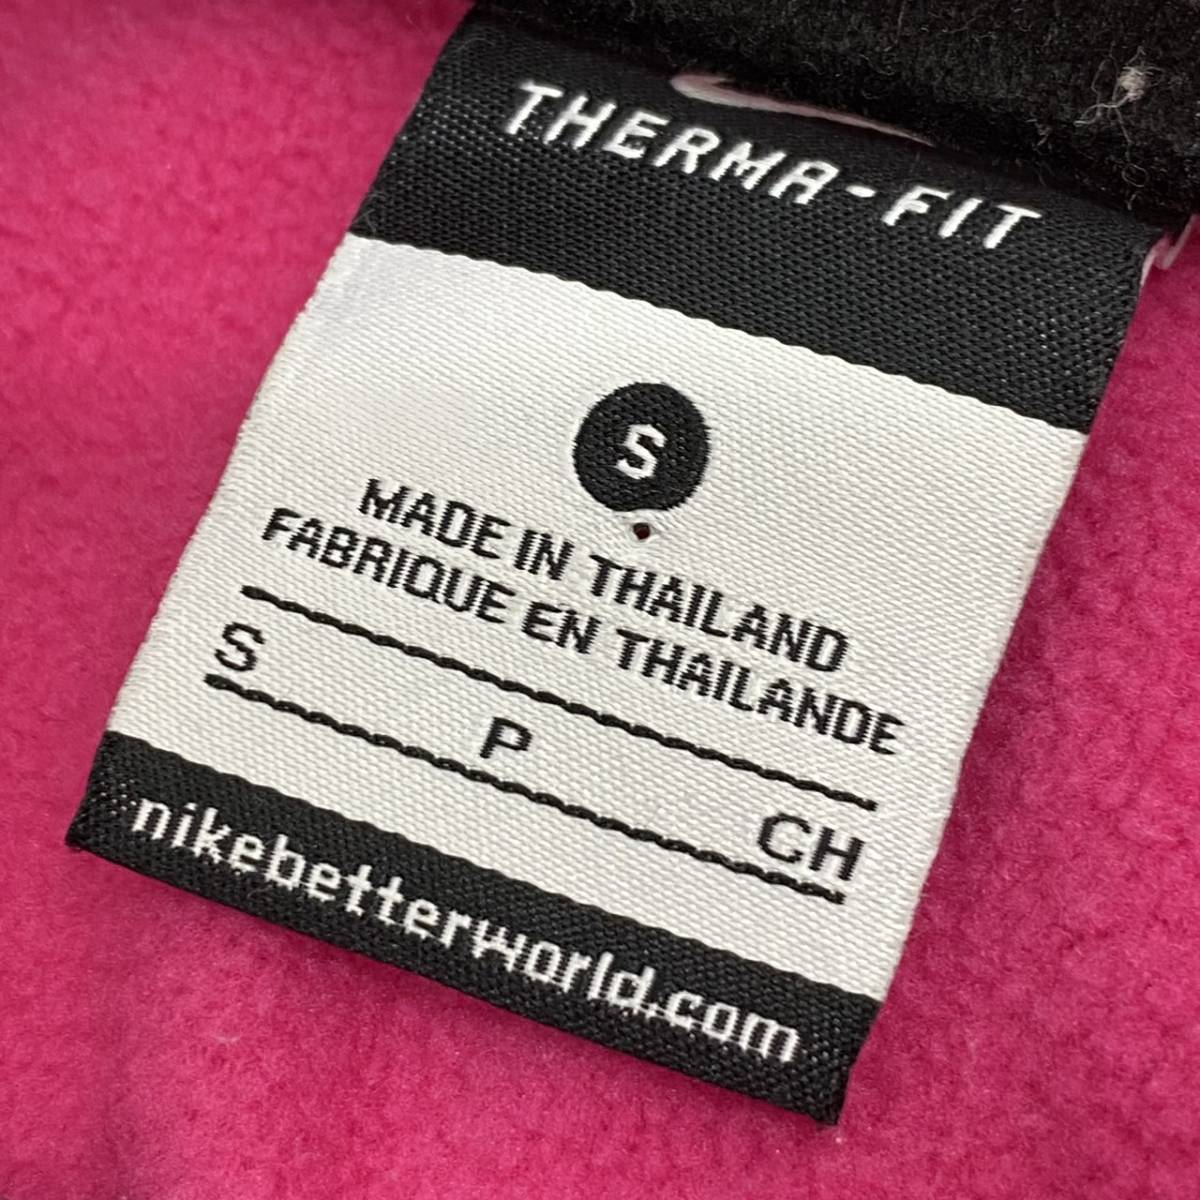 THERMA-FIT
S
MADE IN THAILAND
FABRIQUE EN THAILANDE
S P CH
nikebetterworld.com